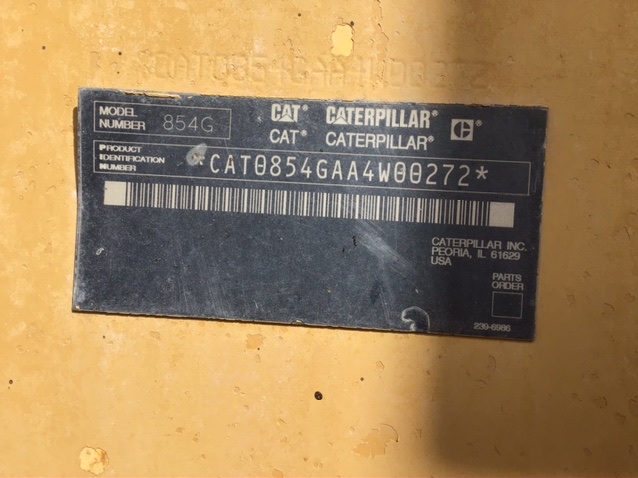 CAT0854GAA4W00272
MODEL NUMBER 854G
CAT CATERPILLAR
CAT® CATERPILLAR®
PRODUCT IDENTIFICATION NUMBER
*CAT0854GAA4W00272*
CATERPILLAR INC.
PEORIA, IL 61629
USA
PARTS
ORDER
239-6986